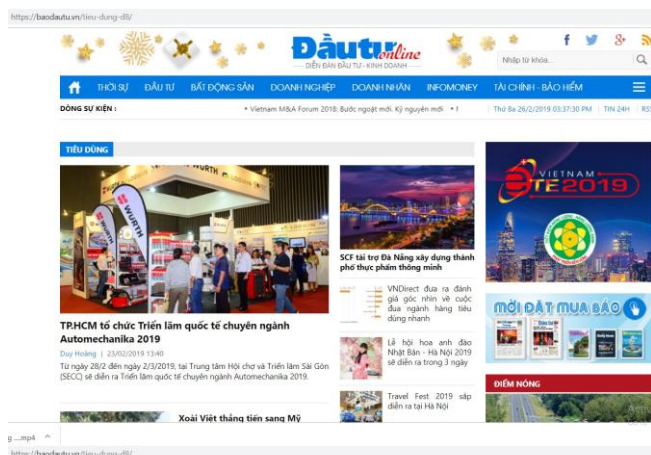 https://baodautu.vn/tieu-dung-d8/
Đầu tư online
DIỄN ĐÀN ĐẦU TƯ - KINH DOANH
f
8+
Nhập từ khóa...
THỜI SỰ ĐẦU TƯ BẤT ĐỘNG SẢN DOANH NGHIỆP DOANH NHÂN INFOMONEY TÀI CHÍNH - BẢO HIỂM
DÒNG SỰ KIỆN : • Vietnam M&A Forum 2018: Bước ngoặt mới. Kỷ nguyên mới Thứ Ba 26/2/2019 03:37:30 PM TIN 24H RSS
TIÊU DÙNG
WÜRTH
WÜRTH
TP.HCM tổ chức Triển lãm quốc tế chuyên ngành
Automechanika 2019
Duy Hoàng | 23/02/2019 13:40
Từ ngày 28/2 đến ngày 2/3/2019, tại Trung tâm Hội chợ và Triển lãm Sài Gòn
(SECC) sẽ diễn ra Triển lãm quốc tế chuyên ngành Automechanika 2019.
Xoài Việt thẳng tiến sang Mỹ
SCF tài trợ Đà Nẵng xây dựng thành
phố thực phẩm thông minh
VNDirect đưa ra đánh
giá góc nhìn về cuộc
đua ngành hàng tiêu
dùng nhanh
Lễ hội hoa anh đào
Nhật Bản - Hà Nội 2019
sẽ diễn ra trong 3 ngày
Travel Fest 2019 sắp
diễn ra tại Hà Nội
VIETNAM
ETE2019
MỜI ĐẶT MUA BÁO
ĐIỂM NÓNG
g ....mp4
https://baodautu.vn/tieu-dung-d8/